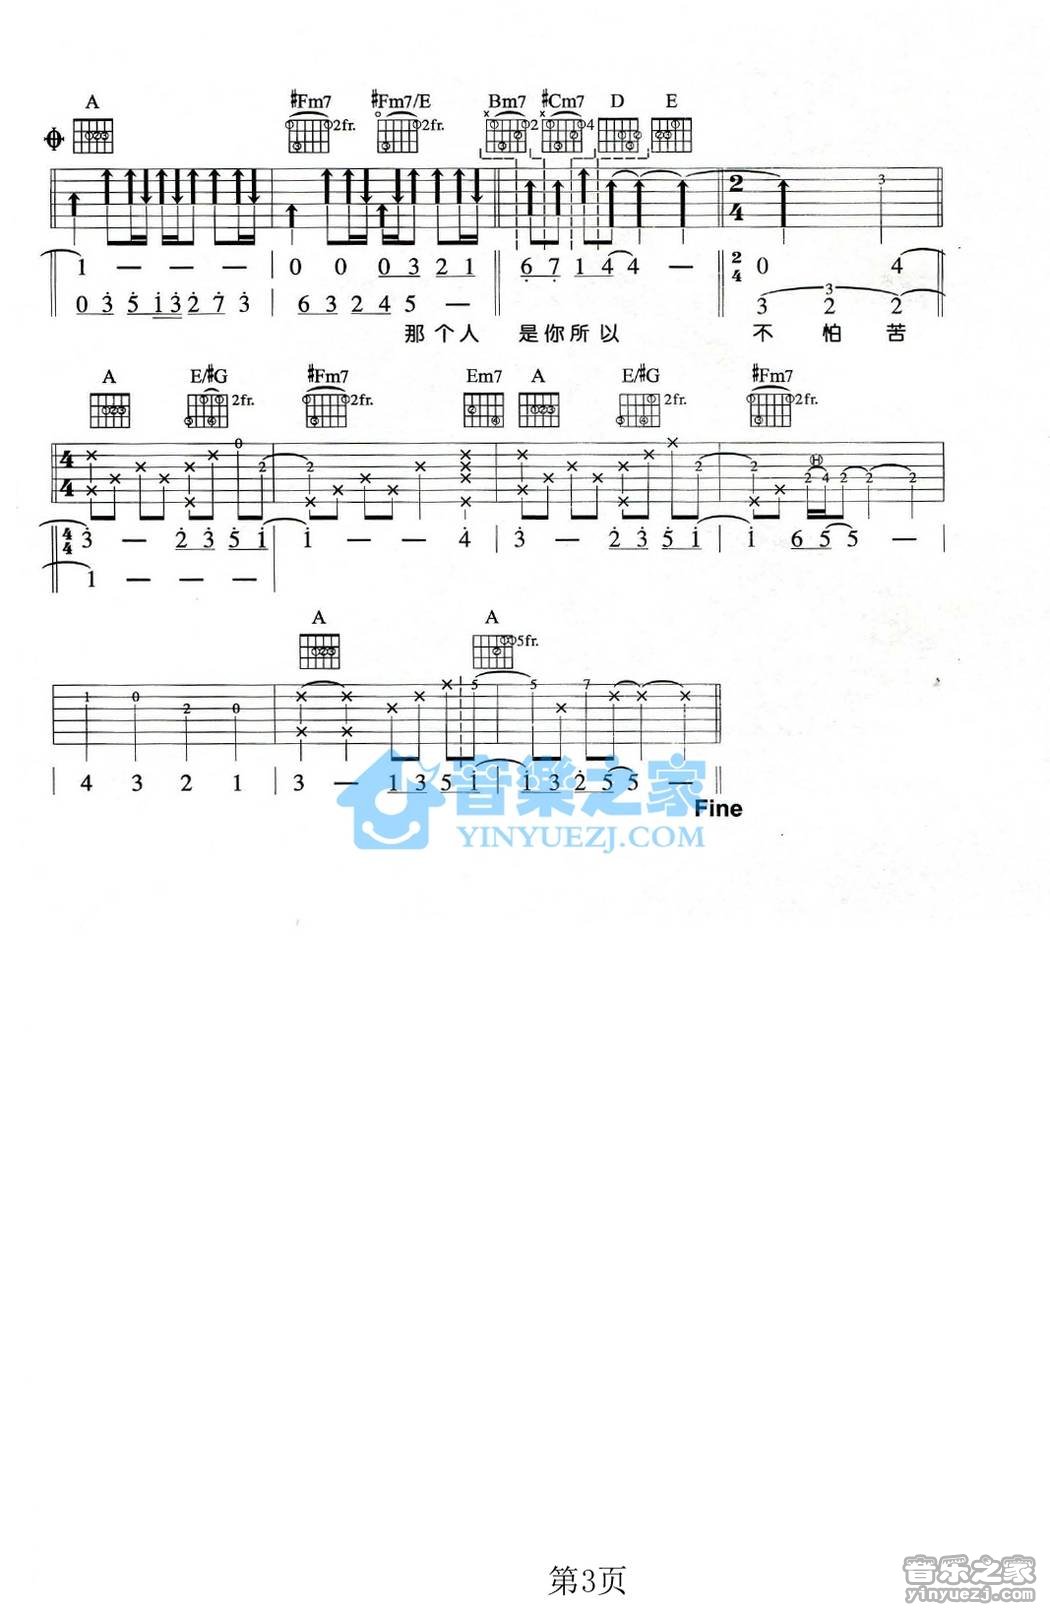 A #Fm7 #Fm7/E Bm7 #Cm7 D E
2fr. 2fr. 2 4
2 4 3
1 — — — | 0 0 0 3 2 1 6 7 1 4 4 — 2/4 0 4
0 3 5 1 3 2 7 3 | 6 3 2 4 5 — 3 2 2
3
那个人 是你所以 不 怕 苦
A E/#G #Fm7 Em7 A E/#G #Fm7
2fr. 2fr. 2fr. 2fr.
4 4 0 2 2 2 H 2 4 2 2 2
4/4 3 — 2 3 5 1 | 1 — — 4 | 3 — 2 3 5 1 | 1 6 5 5 — |
1 — — — |
A A
5fr.
1 0 2 0 5 5 7
| 4 3 2 1 | 3 — 1 3 5 1 | 1 3 2 5 5 —
Fine
音樂之家
YINYUEZJ.COM
第3页
音乐之家
yinyuezj.com